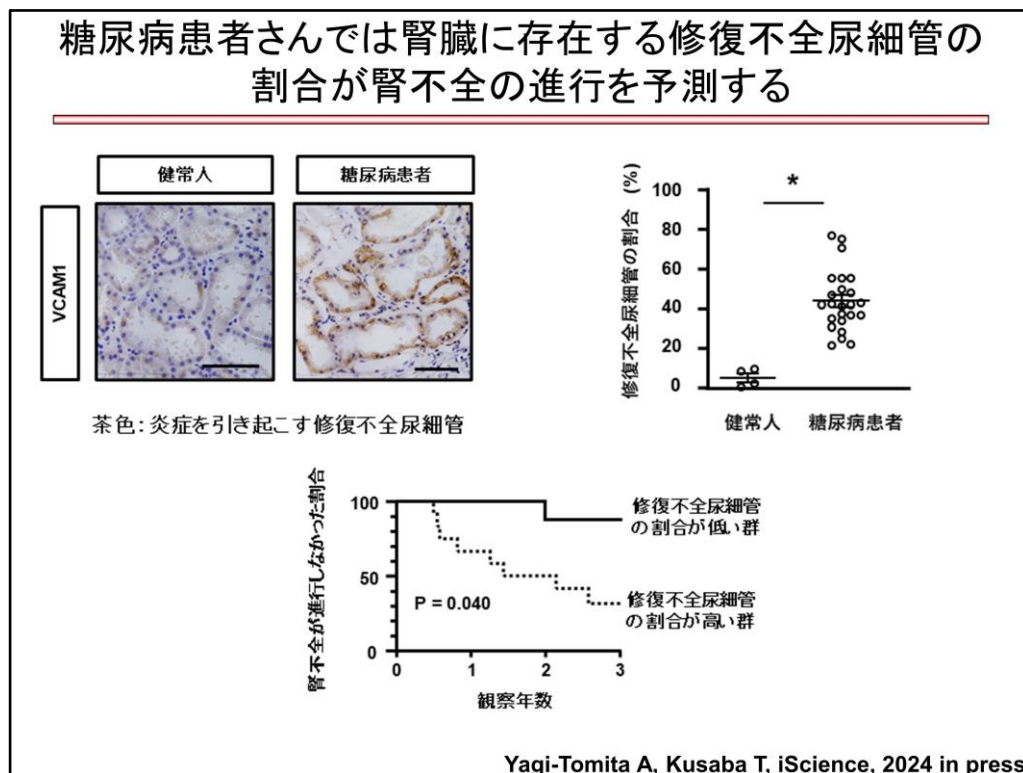 糖尿病患者さんでは腎臓に存在する修復不全尿細管の
割合が腎不全の進行を予測する
健常人
糖尿病患者
VCAM1
茶色：炎症を引き起こす修復不全尿細管
修復不全尿細管の割合 (%)
100
80
60
40
20
0
*
健常人
糖尿病患者
腎不全が進行しなかった割合
100
50
0
P = 0.040
修復不全尿細管
の割合が低い群
修復不全尿細管
の割合が高い群
0
1
2
3
観察年数
Yagi-Tomita A, Kusaba T, iScience, 2024 in press